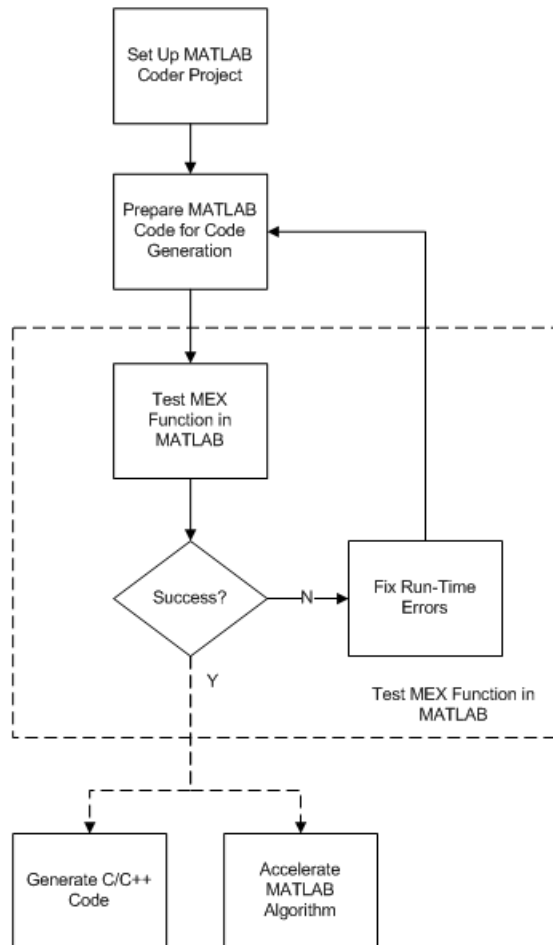 Set Up MATLAB
Coder Project
Prepare MATLAB
Code for Code
Generation
Test MEX
Function in
MATLAB
Success?
N
Fix Run-Time
Errors
Y
Test MEX Function in
MATLAB
Generate C/C++
Code
Accelerate
MATLAB
Algorithm